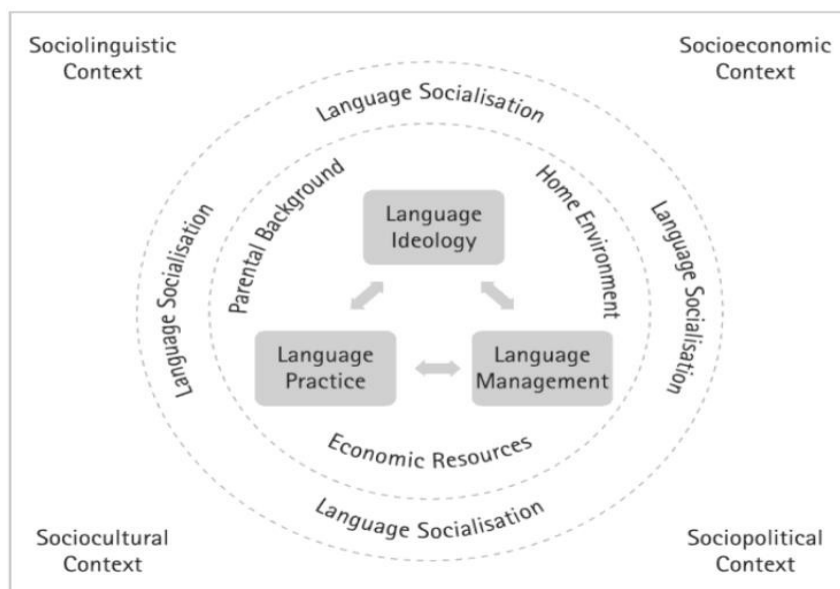 Sociolinguistic
Context
Socioeconomic
Context
Language Socialisation
Language Socialisation
Parental Background
Language
Ideology
Home Environment
Language Socialisation
Language
Practice
Language
Management
Economic Resources
Language Socialisation
Sociocultural
Context
Sociopolitical
Context